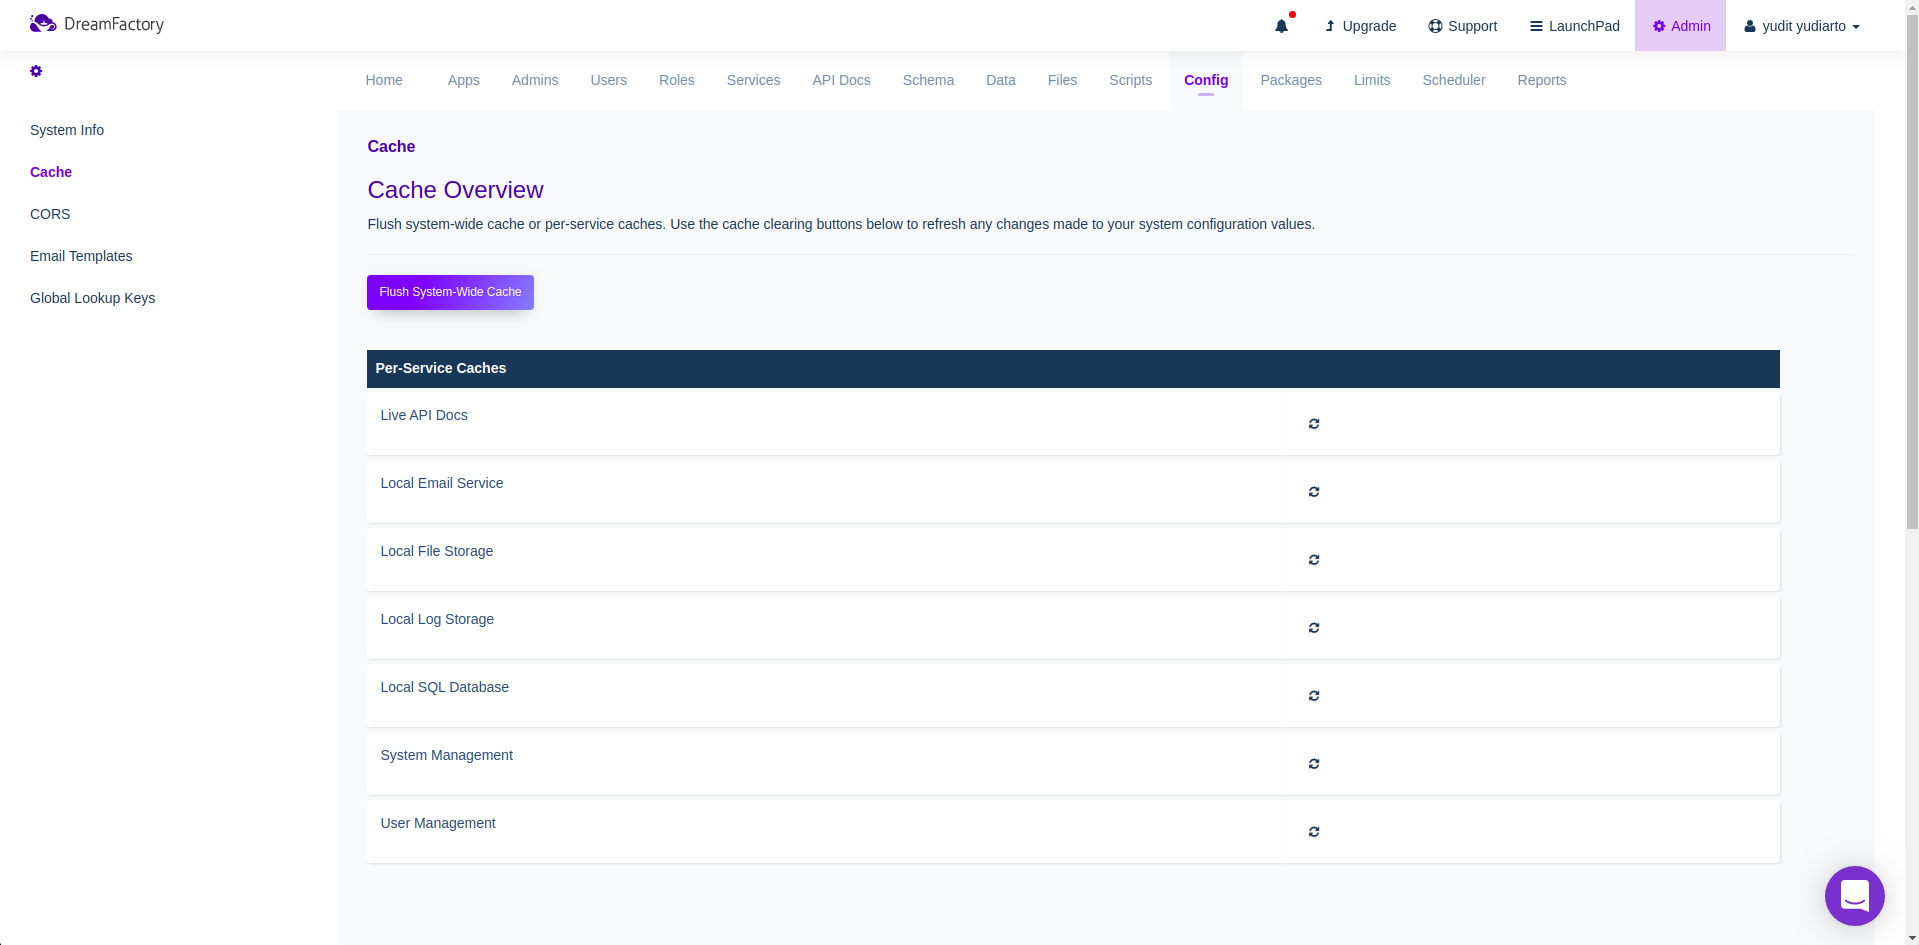 DreamFactory
Upgrade
Support
LaunchPad
Admin
yudit yudiarto
Home
Apps
Admins
Users
Roles
Services
API Docs
Schema
Data
Files
Scripts
Config
Packages
Limits
Scheduler
Reports
System Info
Cache
CORS
Email Templates
Global Lookup Keys
Cache
Cache Overview
Flush system-wide cache or per-service caches. Use the cache clearing buttons below to refresh any changes made to your system configuration values.
Flush System-Wide Cache
Per-Service Caches
Live API Docs
Local Email Service
Local File Storage
Local Log Storage
Local SQL Database
System Management
User Management